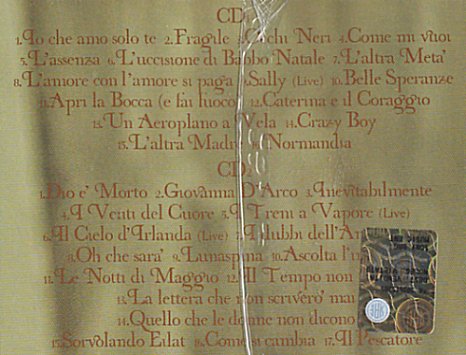 CD1
1.Io che amo solo te 2.Fragile 3.Occhi Neri 4.Come mi vuoi
5.L'assenza 6.L'uccisione di Babbo Natale 7.L'altra Meta'
8.L'amore con l'amore si paga 9.Sally (Live) 10.Belle Speranze
11.Apri la Bocca (e fai fuoco) 12.Caterina e il Coraggio
13.Un Aeroplano a Vela 14.Crazy Boy
15.L'altra Madre 16.Normandia
CD2
1.Dio e' Morto 2.Giovanna D'Arco 3.Inevitabilmente
4.I Venti del Cuore 5.I Treni a Vapore (Live)
6.Il Cielo d'Irlanda (Live) 7.I dubbi dell'A
8.Oh che sara' 9.Lunaspina 10.Ascolta l'
11.Le Notti di Maggio 12.Il Tempo non
13.La lettera che non scrivero' mai
14.Quello che le donne non dicono
15.Sorvolando Eilat 16.Come si cambia 17.Il Pescatore